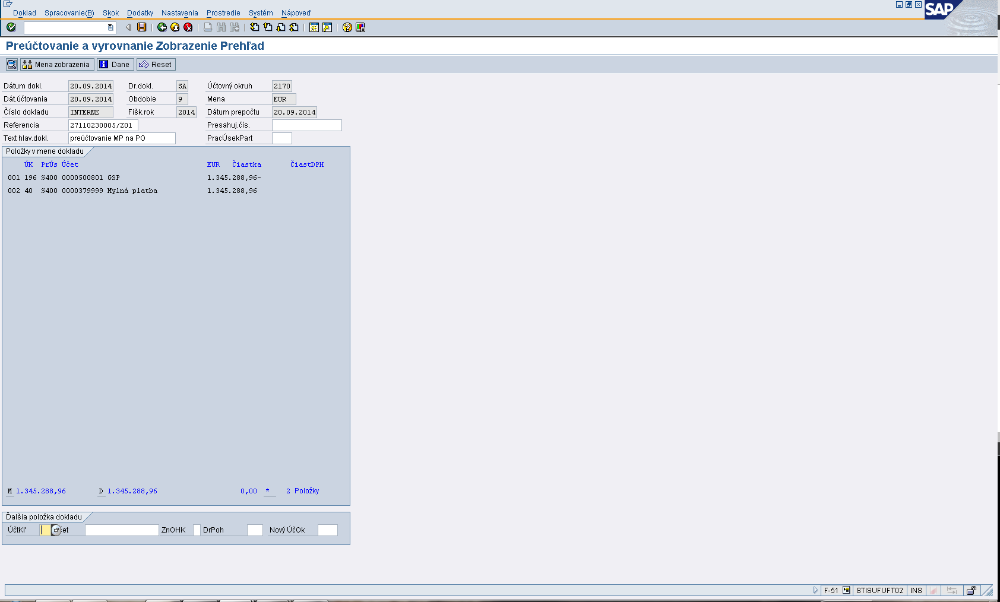 Doklad Spracovanie(B) Skok Dodatky Nastavenia Prostredie Systém Nápoveď
SAP
Preúčtovanie a vyrovnanie Zobrazenie Prehľad
Mena zobrazenia Dane Reset
Dátum dokl. 20.09.2014 Dr.dokl. SA Účtovný okruh 2170
Dát.účtovania 20.09.2014 Obdobie 9 Mena EUR
Číslo dokladu INTERNE Fišk.rok 2014 Dátum prepočtu 20.09.2014
Referencia 27110230005/Z01 Presahuj.čís.
Text hlav.dokl. preúčtovanie MP na PO PracÚsekPart
Položky v mene dokladu
ÚK PrÚs Účet EUR Čiastka ČiastDPH
001 196 S400 0000500801 GSP 1.345.288,96-
002 40 S400 0000379999 Mylná platba 1.345.288,96
M 1.345.288,96 D 1.345.288,96 0,00 * 2 Položky
Ďalšia položka dokladu
ÚčtKľ čet ZnOHK DrPoh Nový ÚčOk
F-51 STISUFUFT02 INS